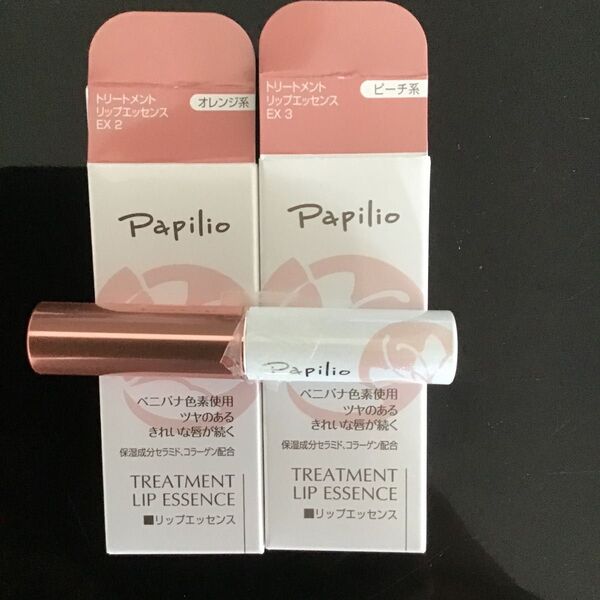 トリートメント
リップエッセンス
EX 2
オレンジ系
Papilio
ベニバナ色素使用
ツヤのある
きれいな唇が続く
保湿成分セラミド、コラーゲン配合
TREATMENT
LIP ESSENCE
■リップエッセンス
トリートメント
リップエッセンス
EX 3
ピーチ系
Papilio
Papilio
ベニバナ色素使用
ツヤのある
きれいな唇が続く
保湿成分セラミド、コラーゲン配合
TREATMENT
LIP ESSENCE
■リップエッセンス